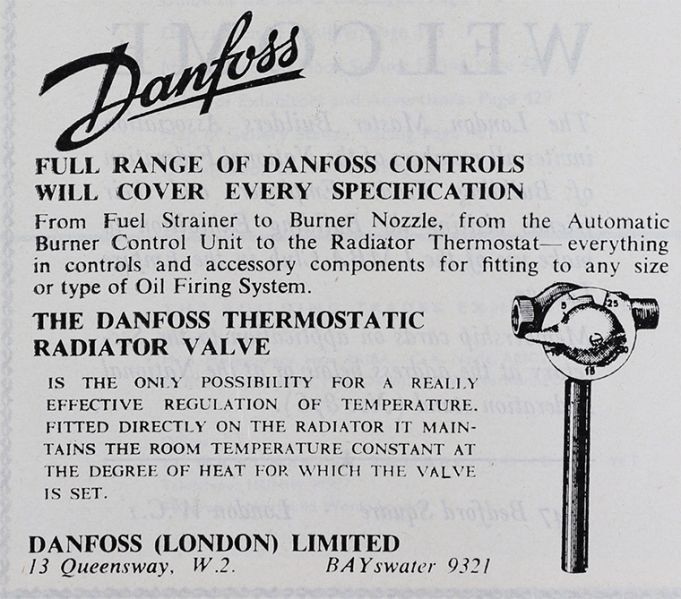 Danfoss
FULL RANGE OF DANFOSS CONTROLS
WILL COVER EVERY SPECIFICATION
From Fuel Strainer to Burner Nozzle, from the Automatic
Burner Control Unit to the Radiator Thermostat—everything
in controls and accessory components for fitting to any size
or type of Oil Firing System.
THE DANFOSS THERMOSTATIC
RADIATOR VALVE
IS THE ONLY POSSIBILITY FOR A REALLY
EFFECTIVE REGULATION OF TEMPERATURE.
FITTED DIRECTLY ON THE RADIATOR IT MAIN-
TAINS THE ROOM TEMPERATURE CONSTANT AT
THE DEGREE OF HEAT FOR WHICH THE VALVE
IS SET.
DANFOSS (LONDON) LIMITED
13 Queensway, W.2. BAYswater 9321
5 25
15